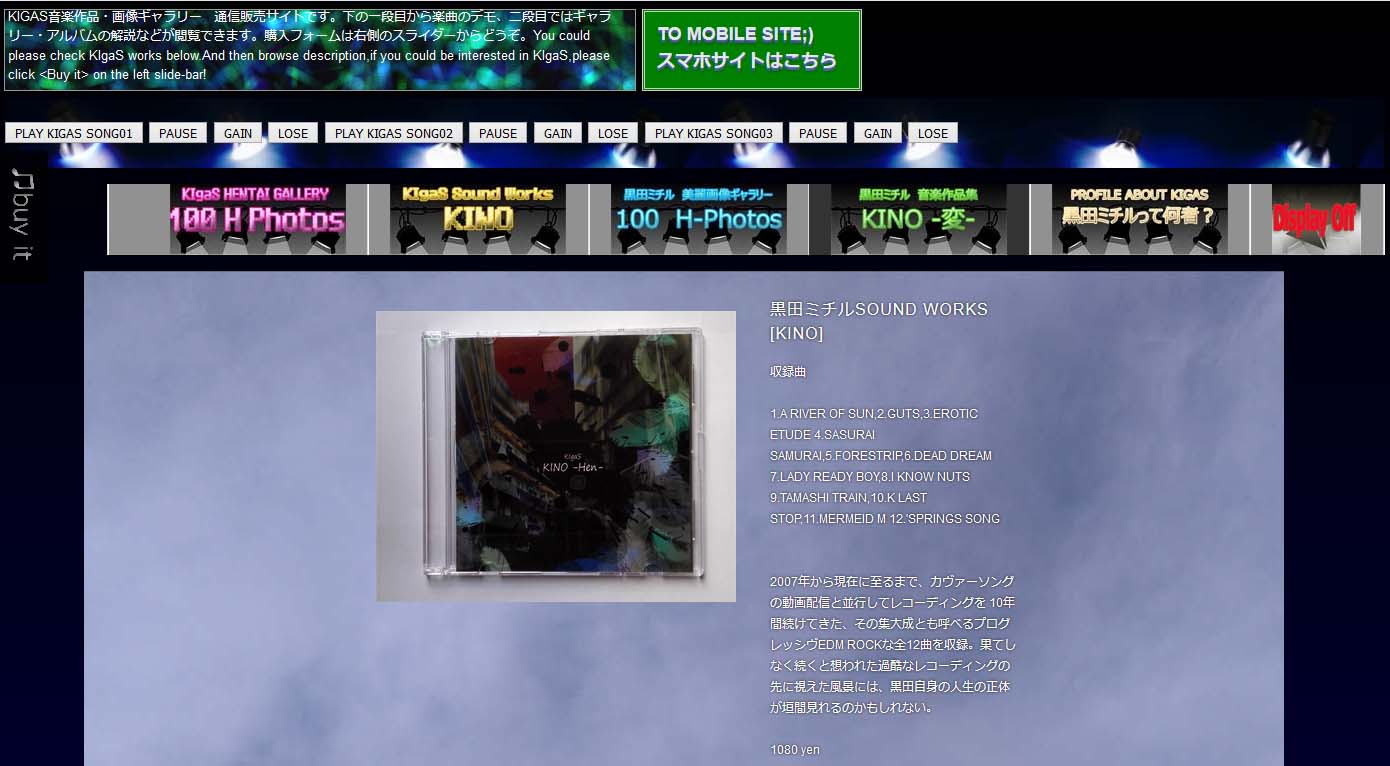 KIGAS音楽作品・画像ギャラリー　通信販売サイトです。下の一段目から楽曲のデモ、二段目ではギャラ
リー・アルバムの解説などが閲覧できます。購入フォームは右側のスライダーからどうぞ。You could
please check KIgaS works below.And then browse description,if you could be interested in KIgaS,please
click <Buy it> on the left slide-bar!
TO MOBILE SITE;)
スマホサイトはこちら
PLAY KIGAS SONG01 PAUSE GAIN LOSE PLAY KIGAS SONG02 PAUSE GAIN LOSE PLAY KIGAS SONG03 PAUSE GAIN LOSE
♫buy it
KIgaS HENTAI GALLERY
100 H Photos
KIgaS Sound Works
KINO
黒田ミチル 美麗画像ギャラリー
100 H-Photos
黒田ミチル 音楽作品集
KINO -変-
PROFILE ABOUT KIGAS
黒田ミチルって何者？
Display Off
KIgaS
KINO -Hen-
黒田ミチルSOUND WORKS
[KINO]
収録曲
1.A RIVER OF SUN,2.GUTS,3.EROTIC
ETUDE 4.SASURAI
SAMURAI,5.FORESTRIP,6.DEAD DREAM
7.LADY READY BOY,8.I KNOW NUTS
9.TAMASHI TRAIN,10.K LAST
STOP,11.MERMEID M 12.'SPRINGS SONG
2007年から現在に至るまで、カヴァーソング
の動画配信と並行してレコーディングを 10年
間続けてきた、その集大成とも呼べるプログ
レッシヴEDM ROCKな全12曲を収録。果てし
なく続くと想われた過酷なレコーディングの
先に視えた風景には、黒田自身の人生の正体
が垣間見れるのかもしれない。
1080 yen